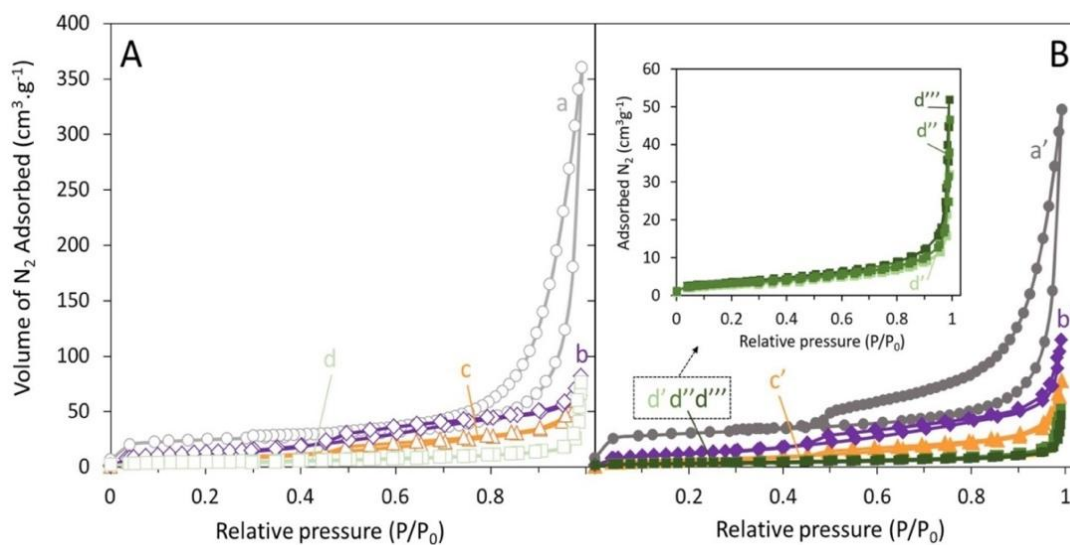 A
B
Volume of N₂ Adsorbed (cm³·g⁻¹)
400
350
300
250
200
150
100
50
0
0
0.2
0.4
0.6
0.8
Relative pressure (P/P₀)
a
b
c
d
0.2
0.4
0.6
0.8
1
Relative pressure (P/P₀)
a’
b
c’
d’ d’’ d’’’
Adsorbed N₂ (cm³g⁻¹)
60
50
40
30
20
10
0
0
0.2
0.4
0.6
0.8
1
Relative pressure (P/P₀)
d’’’
d’’
d’